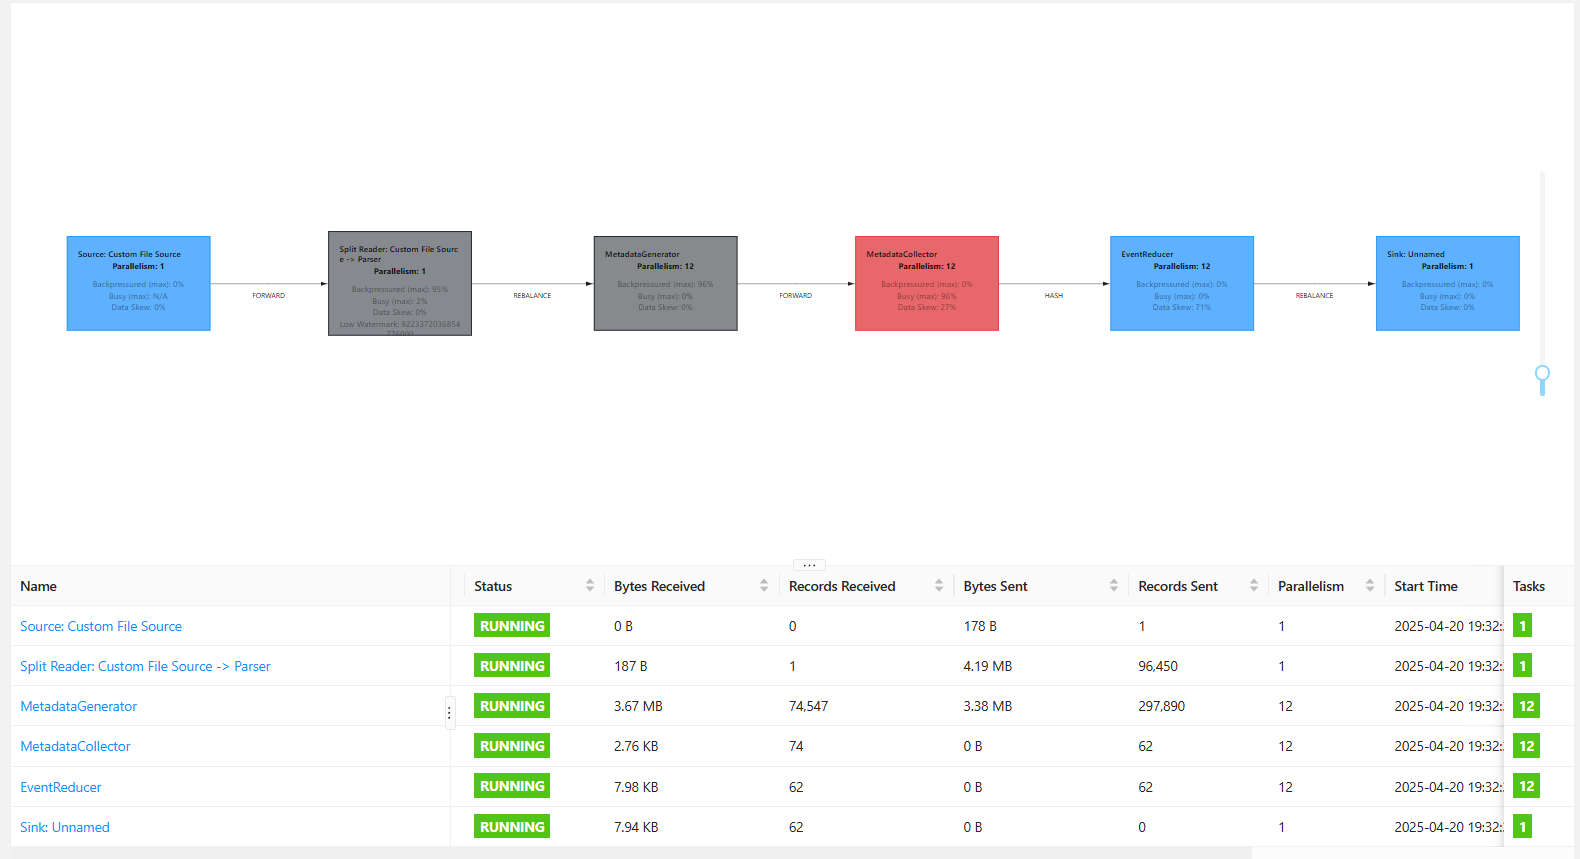 Source: Custom File Source
Parallelism: 1
Backpressured (max): 0%
Busy (max): N/A
Data Skew: 0%
FORWARD
Split Reader: Custom File Sourc
e -> Parser
Parallelism: 1
Backpressured (max): 95%
Busy (max): 2%
Data Skew: 0%
Low Watermark: 9223372036854
776000
REBALANCE
MetadataGenerator
Parallelism: 12
Backpressured (max): 96%
Busy (max): 0%
Data Skew: 0%
FORWARD
MetadataCollector
Parallelism: 12
Backpressured (max): 0%
Busy (max): 96%
Data Skew: 27%
HASH
EventReducer
Parallelism: 12
Backpressured (max): 0%
Busy (max): 0%
Data Skew: 71%
REBALANCE
Sink: Unnamed
Parallelism: 1
Backpressured (max): 0%
Busy (max): 0%
Data Skew: 0%
Name Status Bytes Received Records Received Bytes Sent Records Sent Parallelism Start Time Tasks
Source: Custom File Source RUNNING 0 B 0 178 B 1 1 2025-04-20 19:32: 1
Split Reader: Custom File Source -> Parser RUNNING 187 B 1 4.19 MB 96,450 1 2025-04-20 19:32: 1
MetadataGenerator RUNNING 3.67 MB 74,547 3.38 MB 297,890 12 2025-04-20 19:32: 12
MetadataCollector RUNNING 2.76 KB 74 0 B 62 12 2025-04-20 19:32: 12
EventReducer RUNNING 7.98 KB 62 0 B 62 12 2025-04-20 19:32: 12
Sink: Unnamed RUNNING 7.94 KB 62 0 B 0 1 2025-04-20 19:32: 1